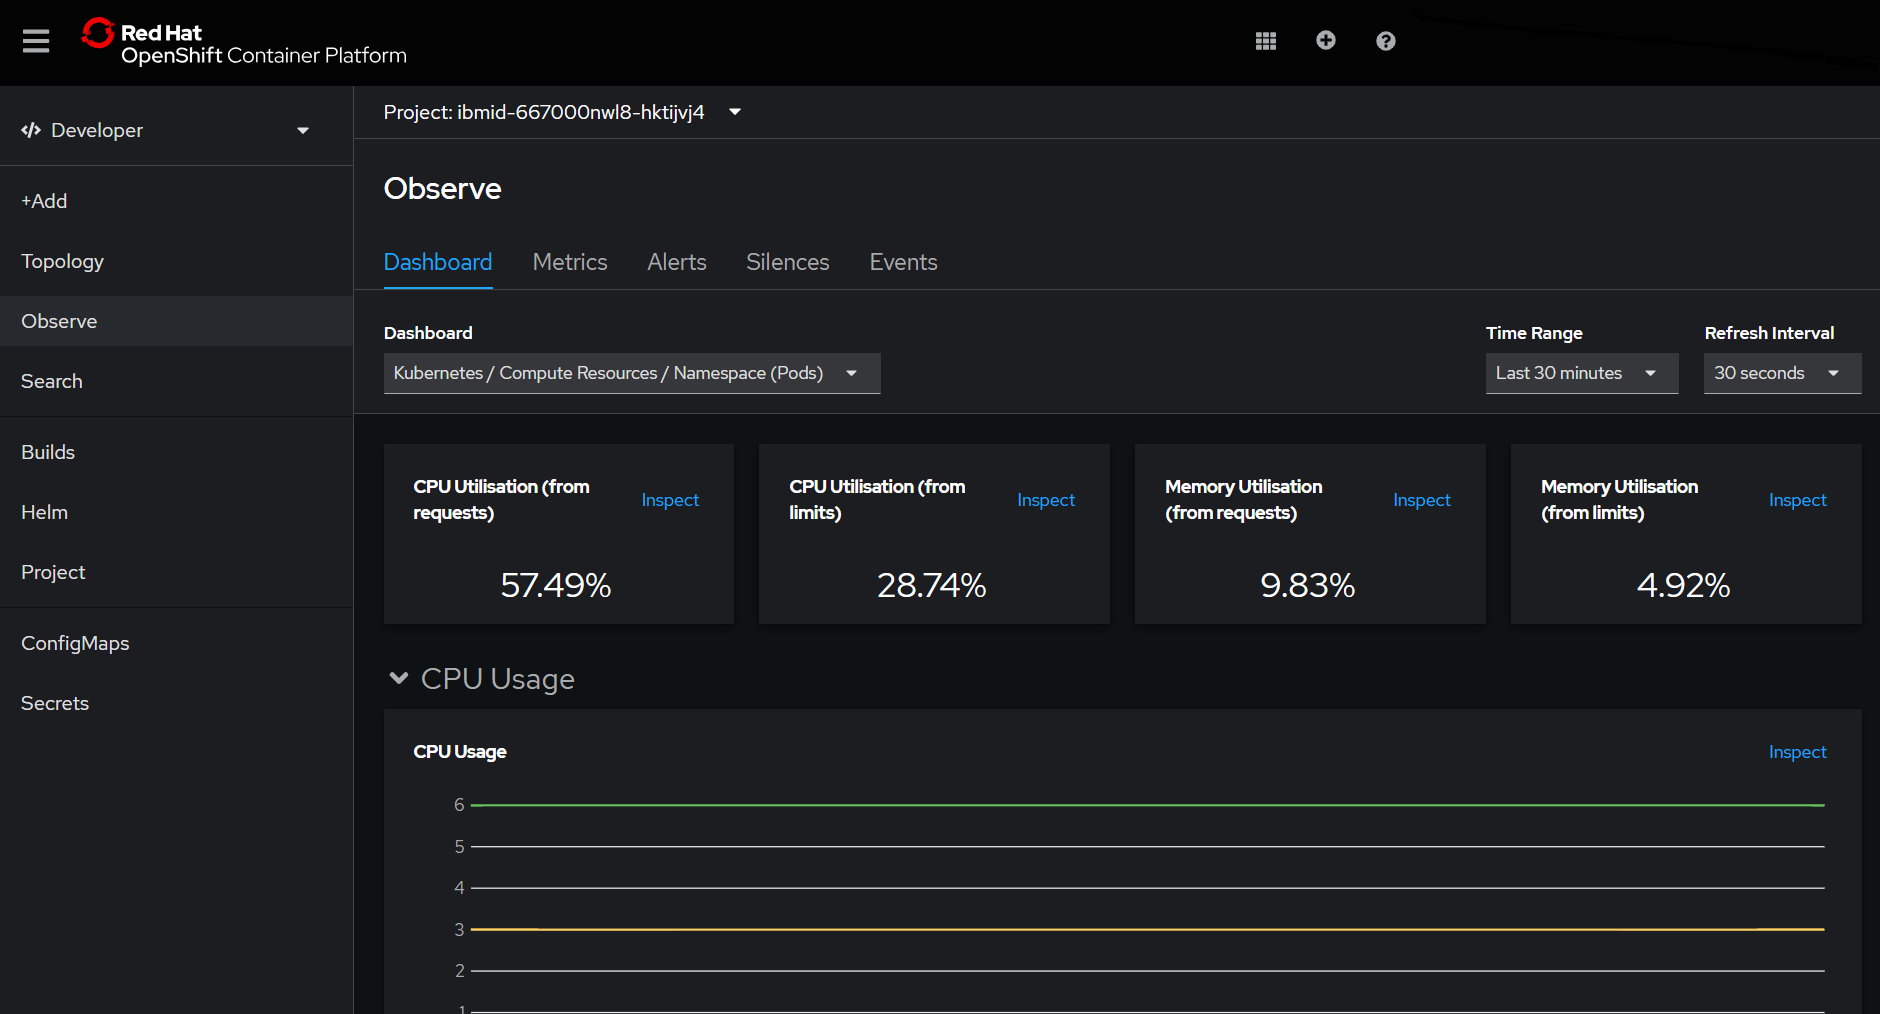 Red Hat
OpenShift Container Platform
Developer
+Add
Topology
Observe
Search
Builds
Helm
Project
ConfigMaps
Secrets
Project: ibmid-667000nwl8-hktijvj4
Observe
Dashboard Metrics Alerts Silences Events
Dashboard
Kubernetes / Compute Resources / Namespace (Pods)
Time Range
Last 30 minutes
Refresh Interval
30 seconds
CPU Utilisation (from
requests)
Inspect
57.49%
CPU Utilisation (from
limits)
Inspect
28.74%
Memory Utilisation
(from requests)
Inspect
9.83%
Memory Utilisation
(from limits)
Inspect
4.92%
CPU Usage
CPU Usage
Inspect
6
5
4
3
2
1